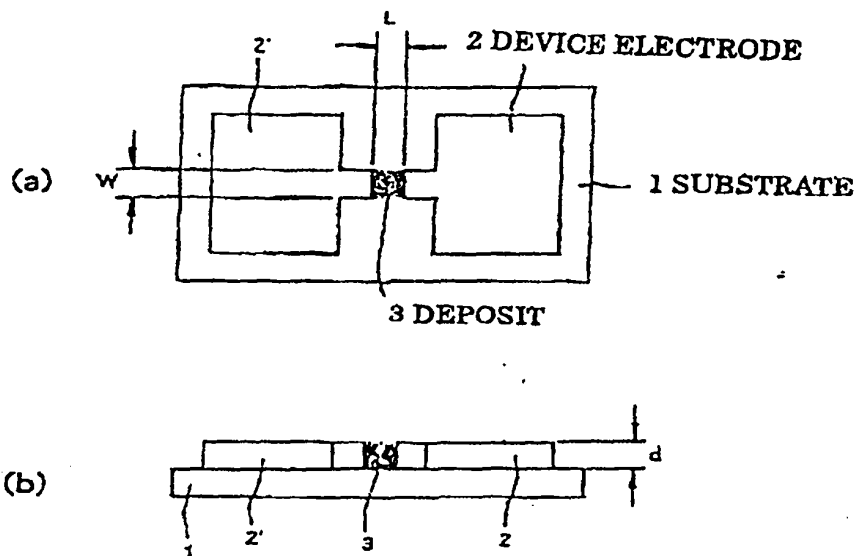 L
2' 2 DEVICE ELECTRODE
(a) W 1 SUBSTRATE
3 DEPOSIT
(b) d
1 2' 3 2